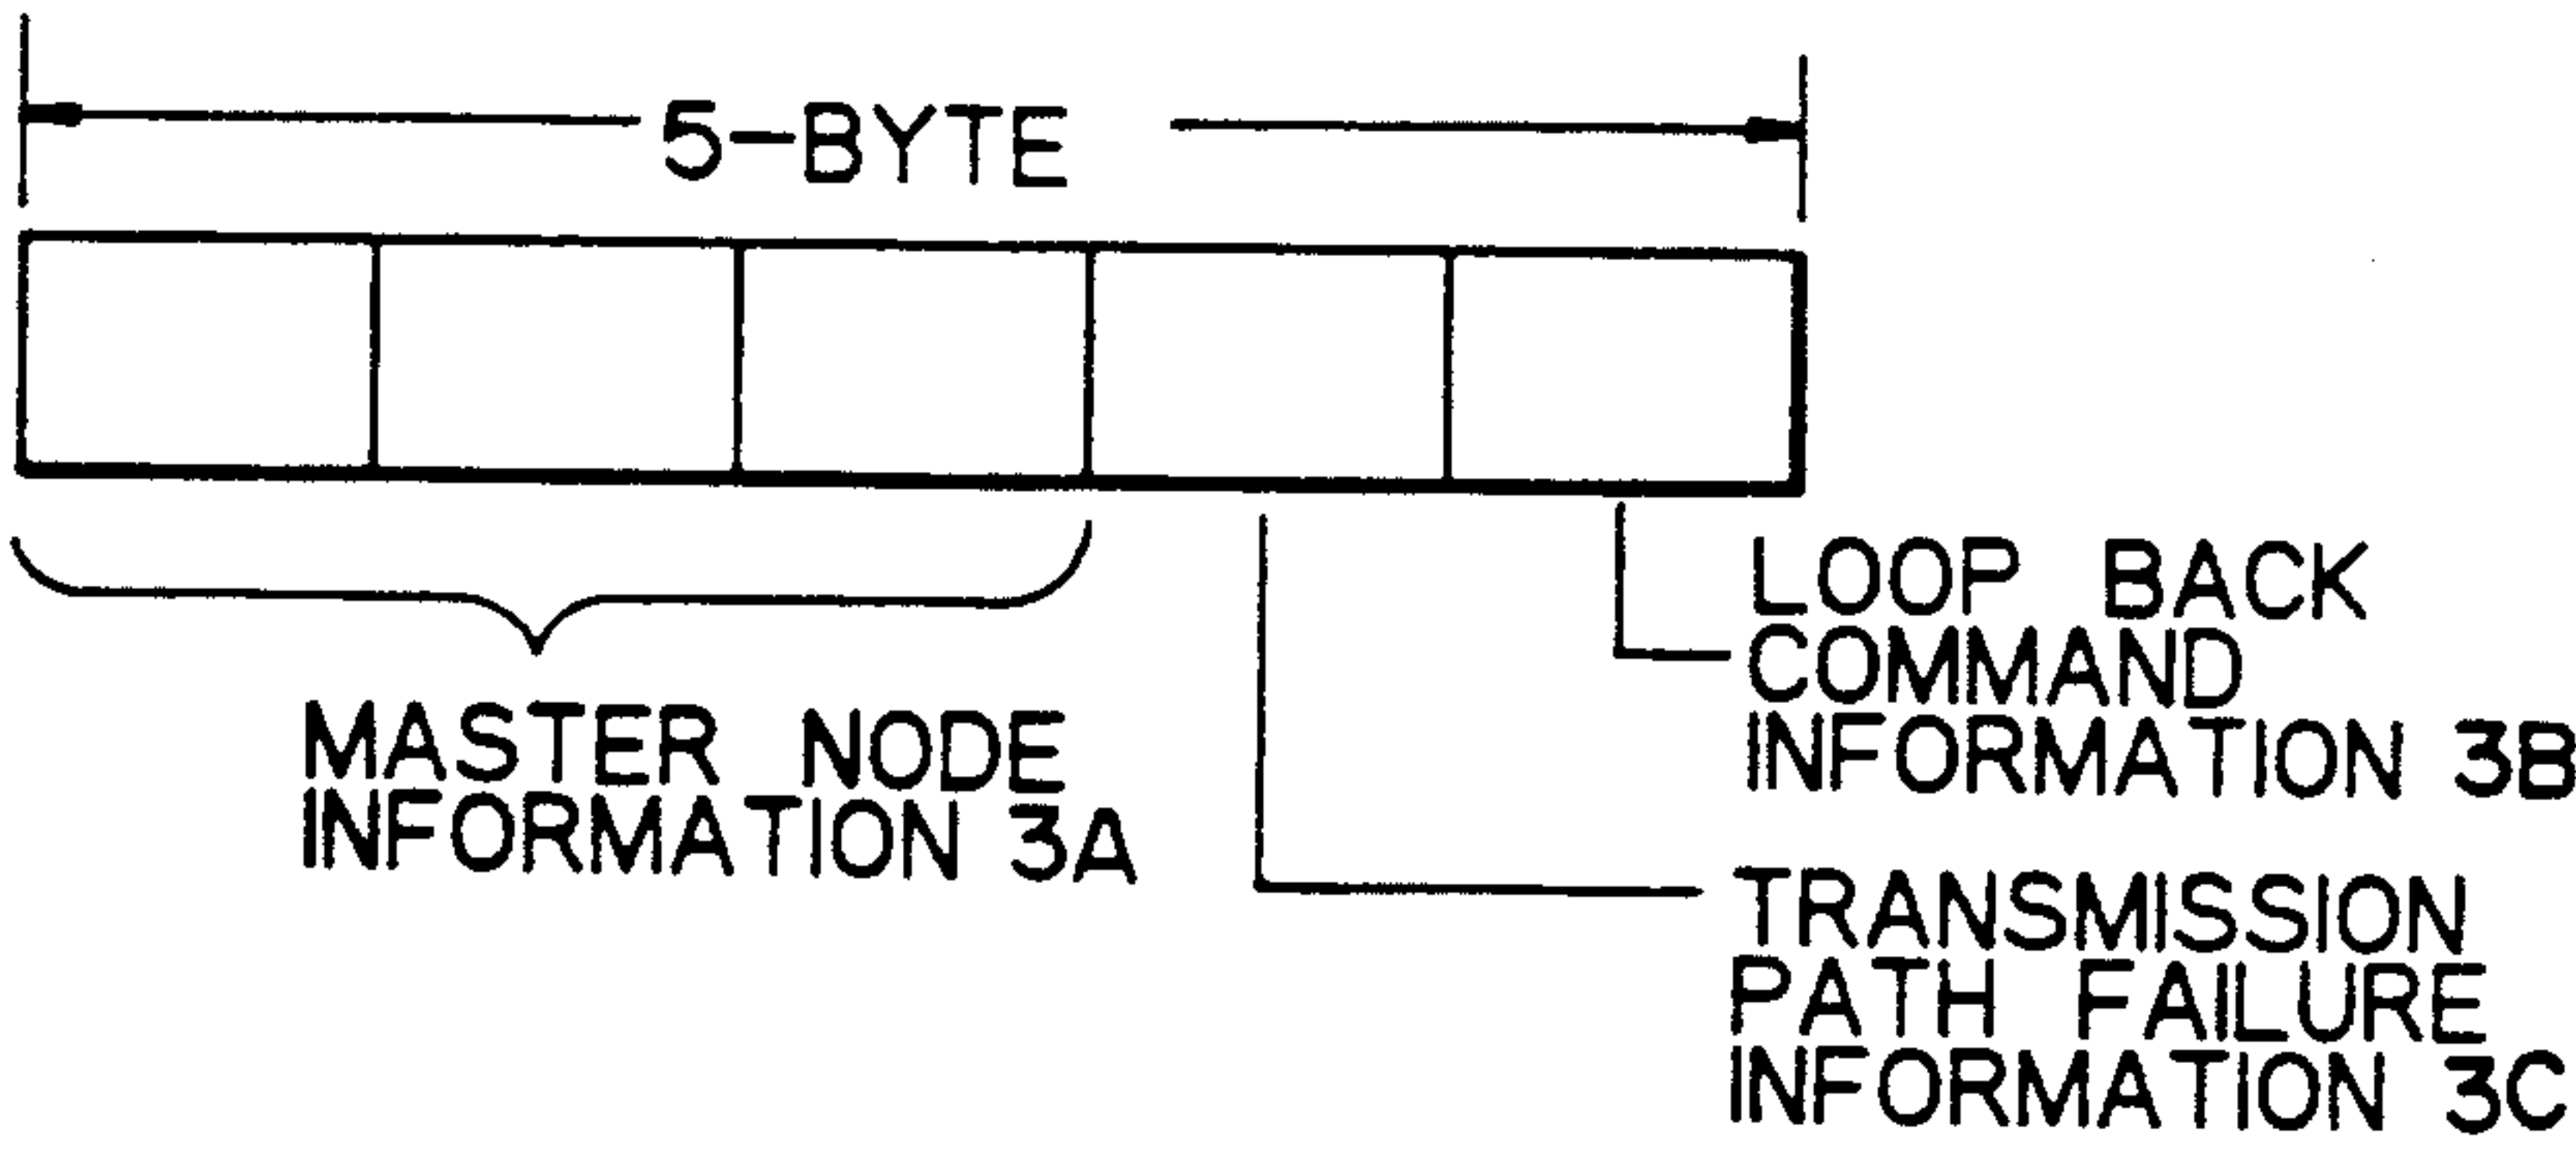 5-BYTE
MASTER NODE
INFORMATION 3A
LOOP BACK
COMMAND
INFORMATION 3B
TRANSMISSION
PATH FAILURE
INFORMATION 3C